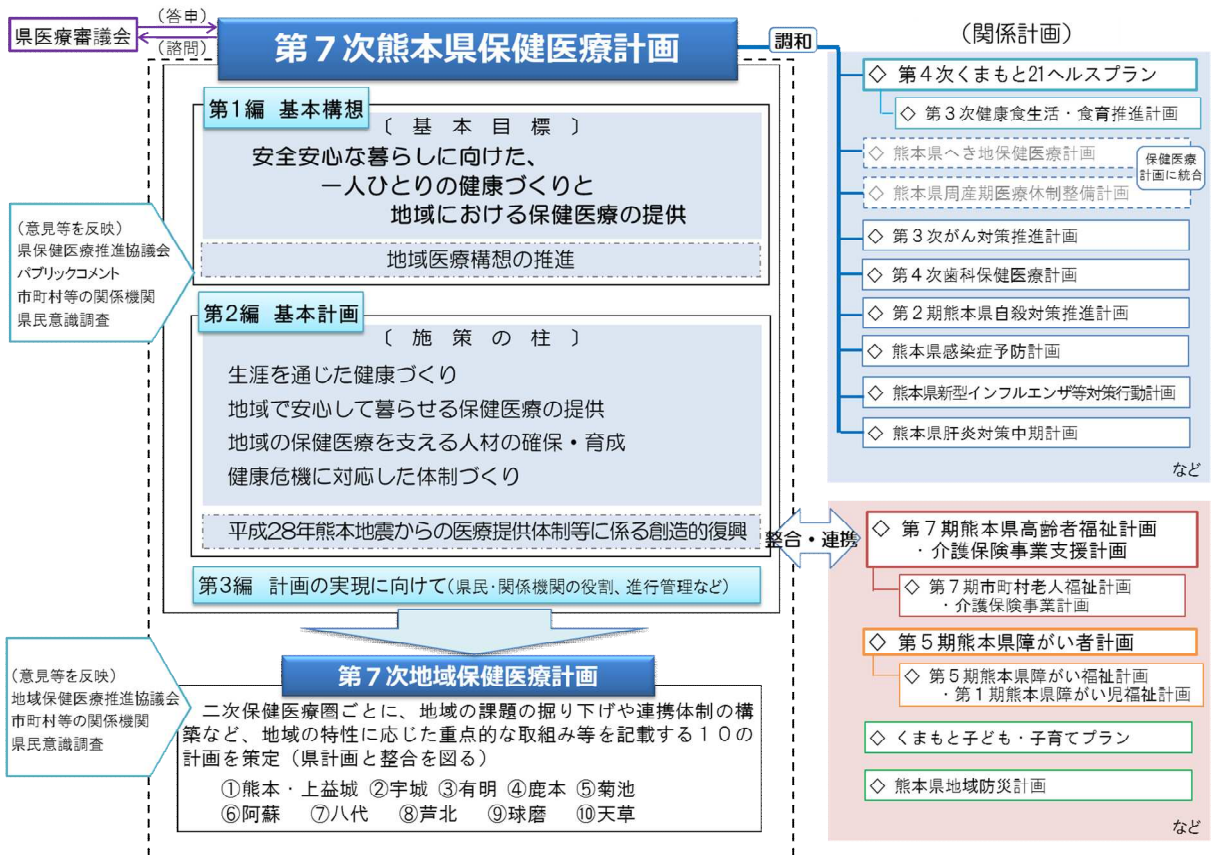 県医療審議会
（答申）
（諮問）
第７次熊本県保健医療計画
調和
（関係計画）
第1編 基本構想
〔 基 本 目 標 〕
安全安心な暮らしに向けた、
一人ひとりの健康づくりと
地域における保健医療の提供
地域医療構想の推進
（意見等を反映）
県保健医療推進協議会
パブリックコメント
市町村等の関係機関
県民意識調査
第2編 基本計画
〔 施 策 の 柱 〕
生涯を通じた健康づくり
地域で安心して暮らせる保健医療の提供
地域の保健医療を支える人材の確保・育成
健康危機に対応した体制づくり
平成28年熊本地震からの医療提供体制等に係る創造的復興
第3編 計画の実現に向けて（県民・関係機関の役割、進行管理など）
（意見等を反映）
地域保健医療推進協議会
市町村等の関係機関
県民意識調査
第７次地域保健医療計画
二次保健医療圏ごとに、地域の課題の掘り下げや連携体制の構
築など、地域の特性に応じた重点的な取組み等を記載する１０の
計画を策定（県計画と整合を図る）
①熊本・上益城 ②宇城 ③有明 ④鹿本 ⑤菊池
⑥阿蘇 ⑦八代 ⑧芦北 ⑨球磨 ⑩天草
◇ 第４次くまもと21ヘルスプラン
◇ 第３次健康食生活・食育推進計画
◇ 熊本県へき地保健医療計画
◇ 熊本県周産期医療体制整備計画
保健医療
計画に統合
◇ 第３次がん対策推進計画
◇ 第４次歯科保健医療計画
◇ 第２期熊本県自殺対策推進計画
◇ 熊本県感染症予防計画
◇ 熊本県新型インフルエンザ等対策行動計画
◇ 熊本県肝炎対策中期計画
など
整合・連携
◇ 第７期熊本県高齢者福祉計画
・介護保険事業支援計画
◇ 第７期市町村老人福祉計画
・介護保険事業計画
◇ 第５期熊本県障がい者計画
◇ 第５期熊本県障がい福祉計画
・第１期熊本県障がい児福祉計画
◇ くまもと子ども・子育てプラン
◇ 熊本県地域防災計画
など